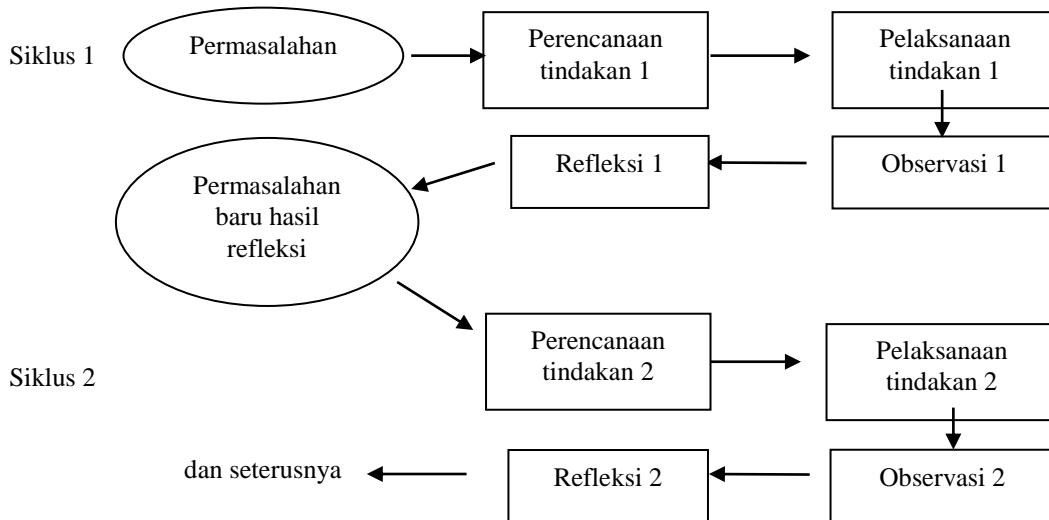 Siklus 1
Permasalahan
Perencanaan
tindakan 1
Pelaksanaan
tindakan 1
Observasi 1
Refleksi 1
Permasalahan
baru hasil
refleksi
Siklus 2
Perencanaan
tindakan 2
Pelaksanaan
tindakan 2
Observasi 2
Refleksi 2
dan seterusnya